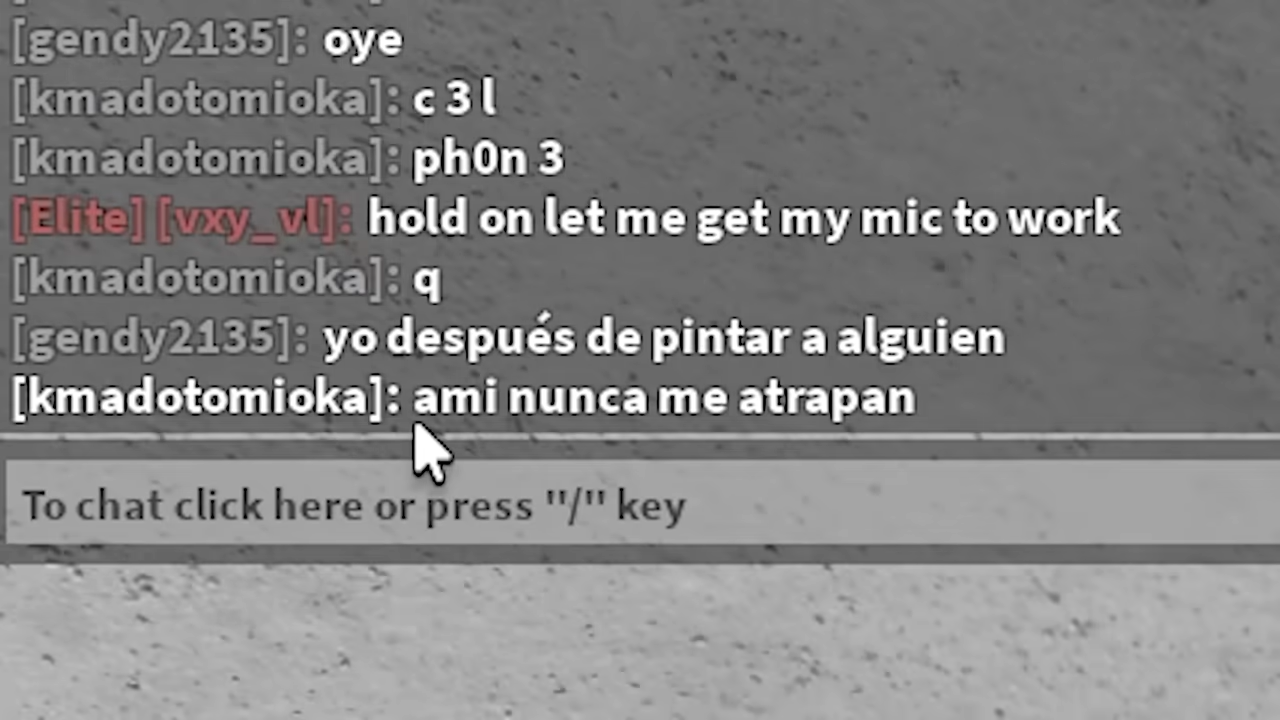 [gendy2135]: oye
[kmadotomioka]: c 3 l
[kmadotomioka]: ph0n 3
[Elite] [vxy_vl]: hold on let me get my mic to work
[kmadotomioka]: q
[gendy2135]: yo después de pintar a alguien
[kmadotomioka]: ami nunca me atrapan
To chat click here or press "/" key